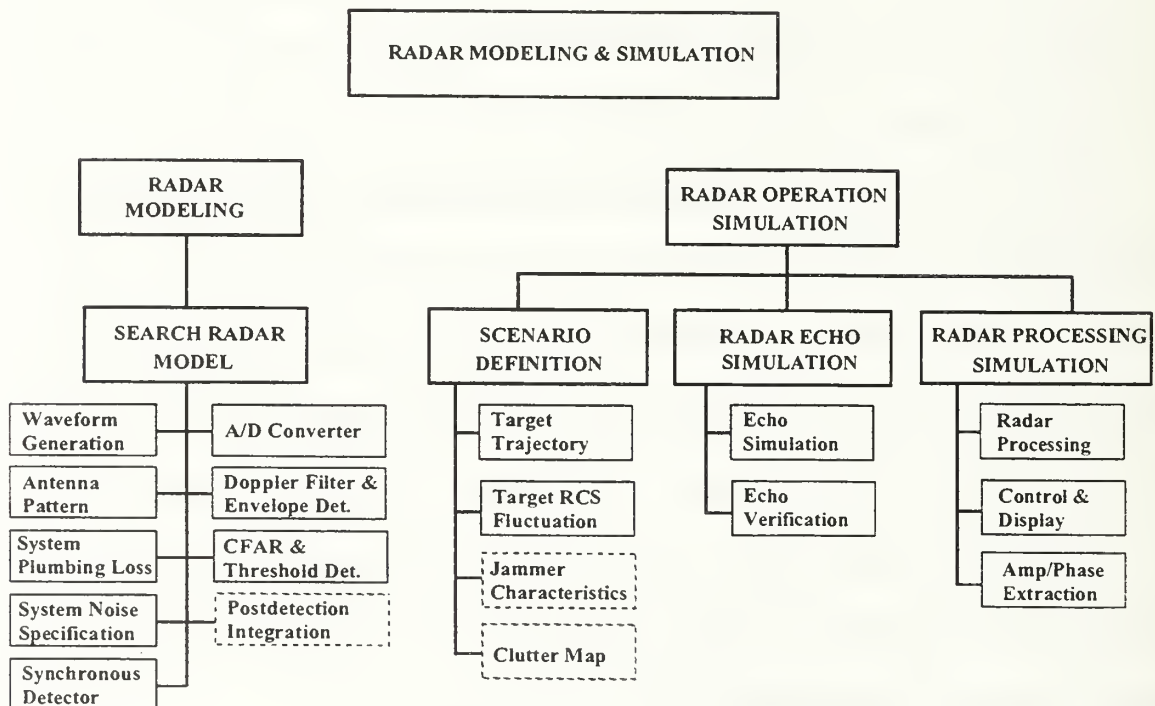 RADAR MODELING & SIMULATION
RADAR
MODELING
RADAR OPERATION
SIMULATION
SEARCH RADAR
MODEL
SCENARIO
DEFINITION
RADAR ECHO
SIMULATION
RADAR PROCESSING
SIMULATION
Waveform
Generation
A/D Converter
Antenna
Pattern
Doppler Filter &
Envelope Det.
System
Plumbing Loss
CFAR &
Threshold Det.
System Noise
Specification
Postdetection
Integration
Synchronous
Detector
Target
Trajectory
Target RCS
Fluctuation
Jammer
Characteristics
Clutter Map
Echo
Simulation
Echo
Verification
Radar
Processing
Control &
Display
Amp/Phase
Extraction